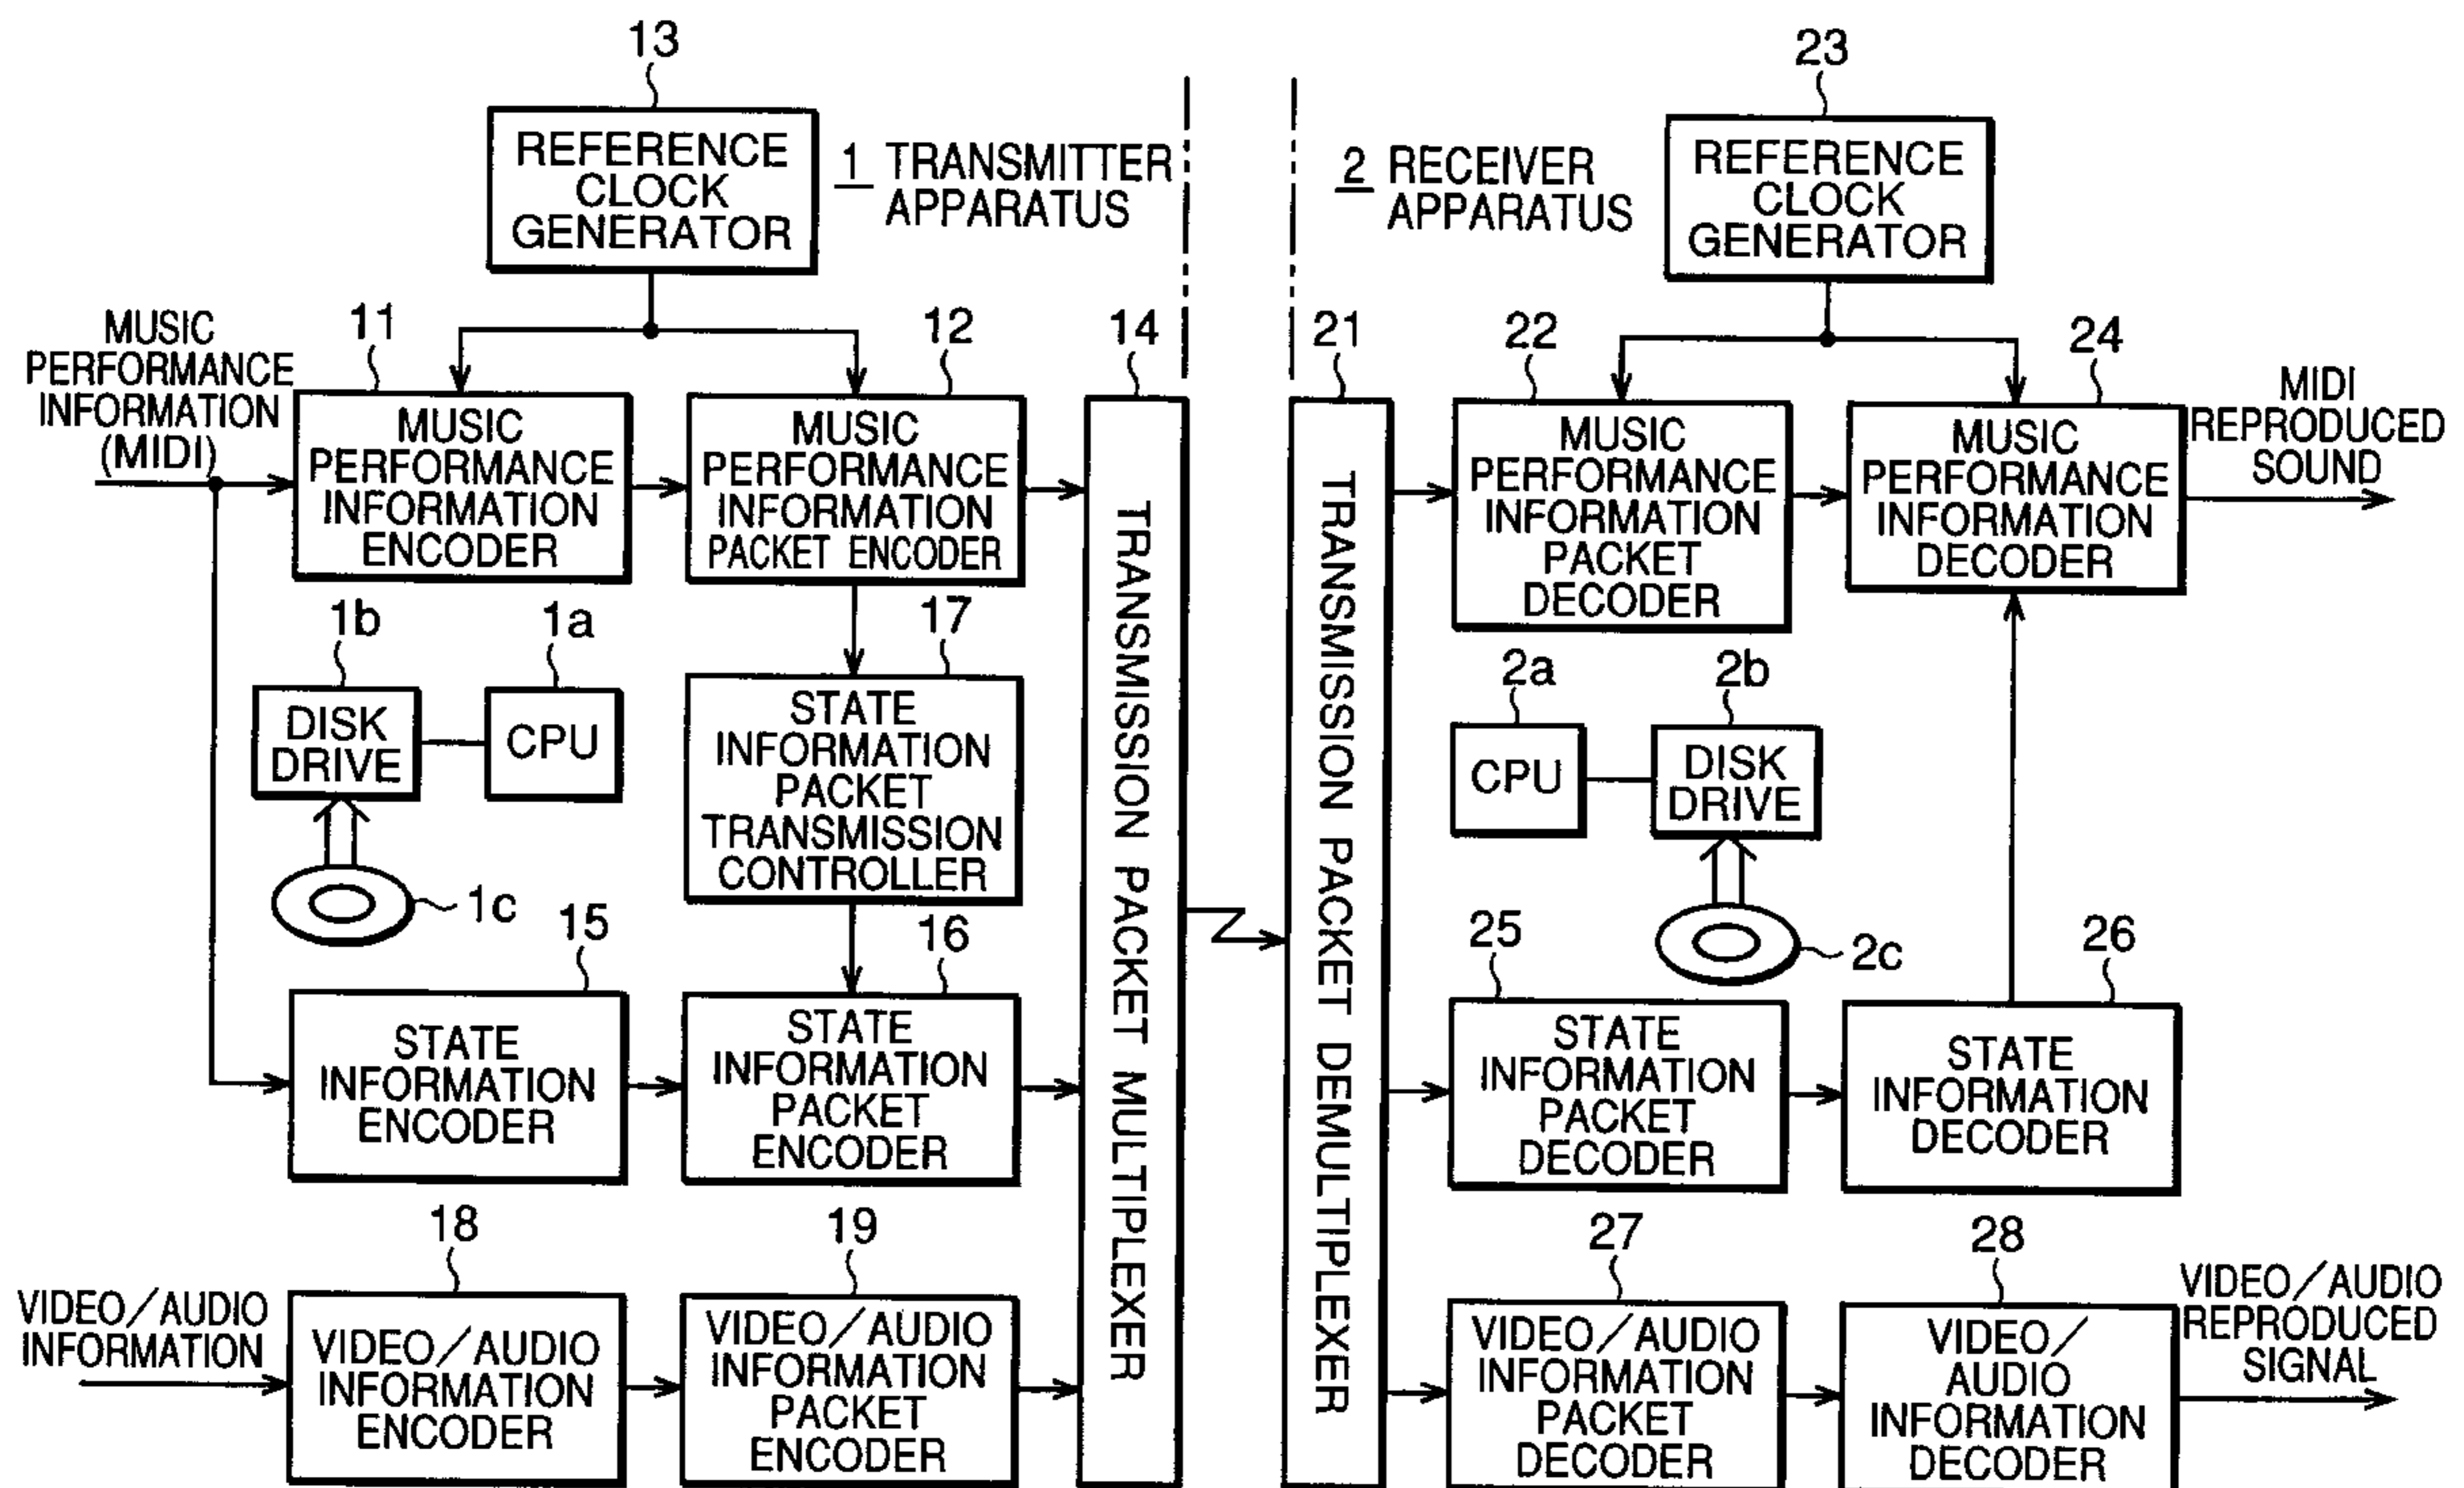 13
REFERENCE
CLOCK
GENERATOR
1 TRANSMITTER
APPARATUS
2 RECEIVER
APPARATUS
23
REFERENCE
CLOCK
GENERATOR
MUSIC
PERFORMANCE
INFORMATION
(MIDI)
11
MUSIC
PERFORMANCE
INFORMATION
ENCODER
12
MUSIC
PERFORMANCE
INFORMATION
PACKET ENCODER
14
TRANSMISSION PACKET MULTIPLEXER
21
TRANSMISSION PACKET DEMULTIPLEXER
22
MUSIC
PERFORMANCE
INFORMATION
PACKET
DECODER
24
MUSIC
PERFORMANCE
INFORMATION
DECODER
MIDI
REPRODUCED
SOUND
1b
DISK
DRIVE
1a
CPU
1c
17
STATE
INFORMATION
PACKET
TRANSMISSION
CONTROLLER
2a
CPU
2b
DISK
DRIVE
2c
15
STATE
INFORMATION
ENCODER
16
STATE
INFORMATION
PACKET
ENCODER
25
STATE
INFORMATION
PACKET
DECODER
26
STATE
INFORMATION
DECODER
VIDEO/AUDIO
INFORMATION
18
VIDEO/AUDIO
INFORMATION
ENCODER
19
VIDEO/AUDIO
INFORMATION
PACKET
ENCODER
27
VIDEO/AUDIO
INFORMATION
PACKET
DECODER
28
VIDEO/
AUDIO
INFORMATION
DECODER
VIDEO/AUDIO
REPRODUCED
SIGNAL